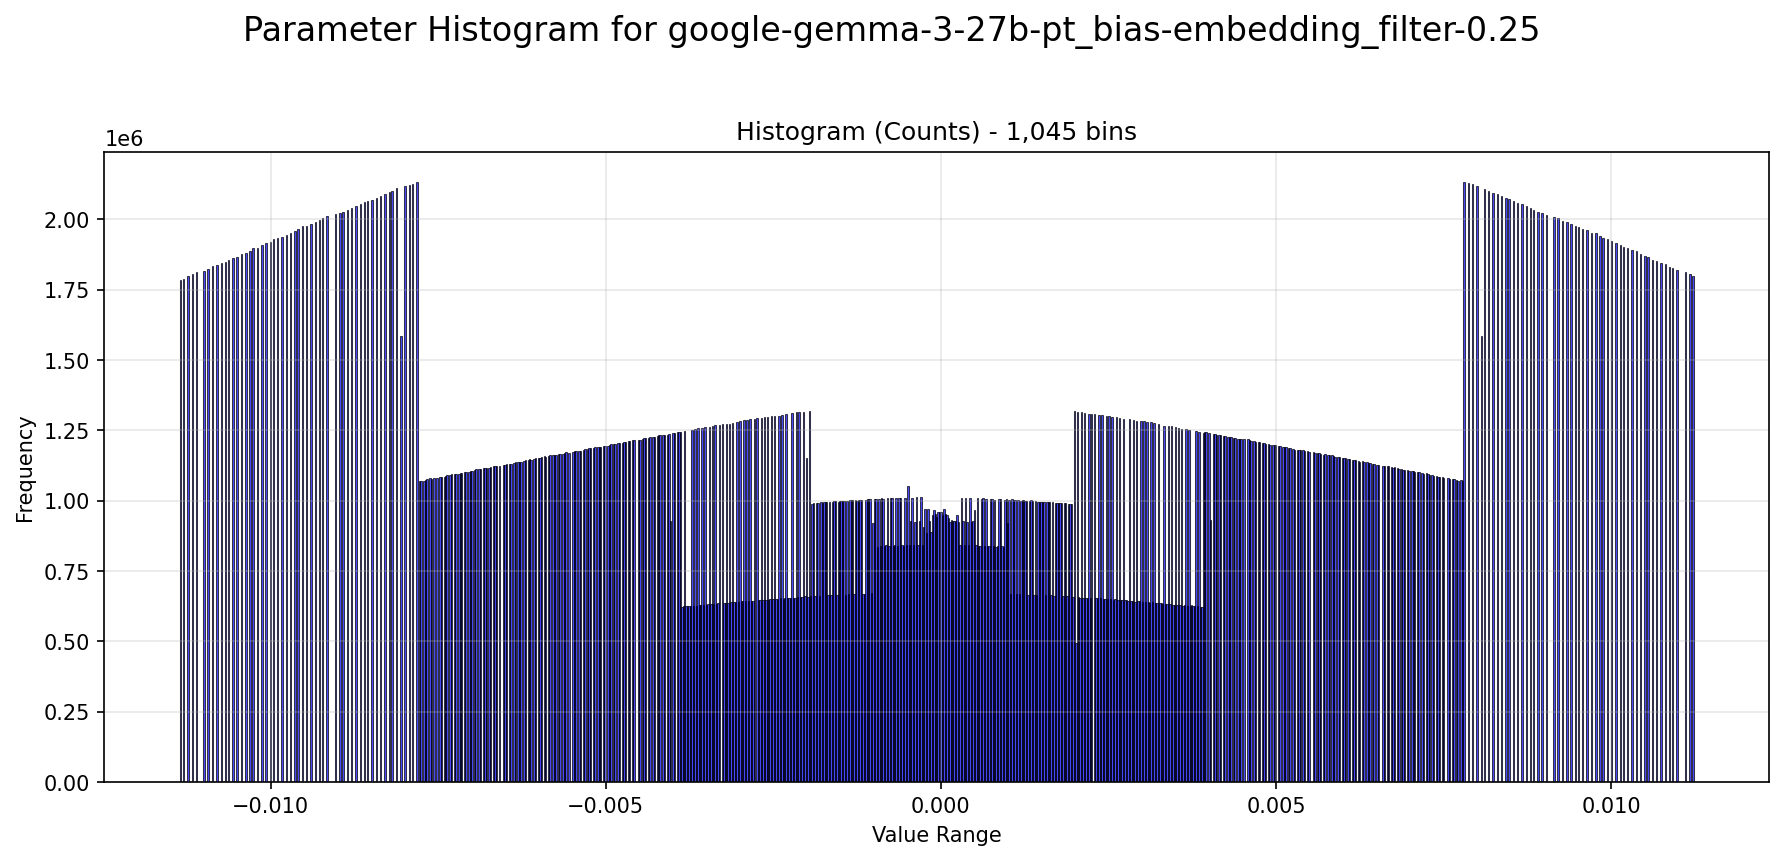 Parameter Histogram for google-gemma-3-27b-pt_bias-embedding_filter-0.25
Histogram (Counts) - 1,045 bins
1e6
2.00
1.75
1.50
1.25
1.00
0.75
0.50
0.25
0.00
Frequency
−0.010
−0.005
0.000
0.005
0.010
Value Range